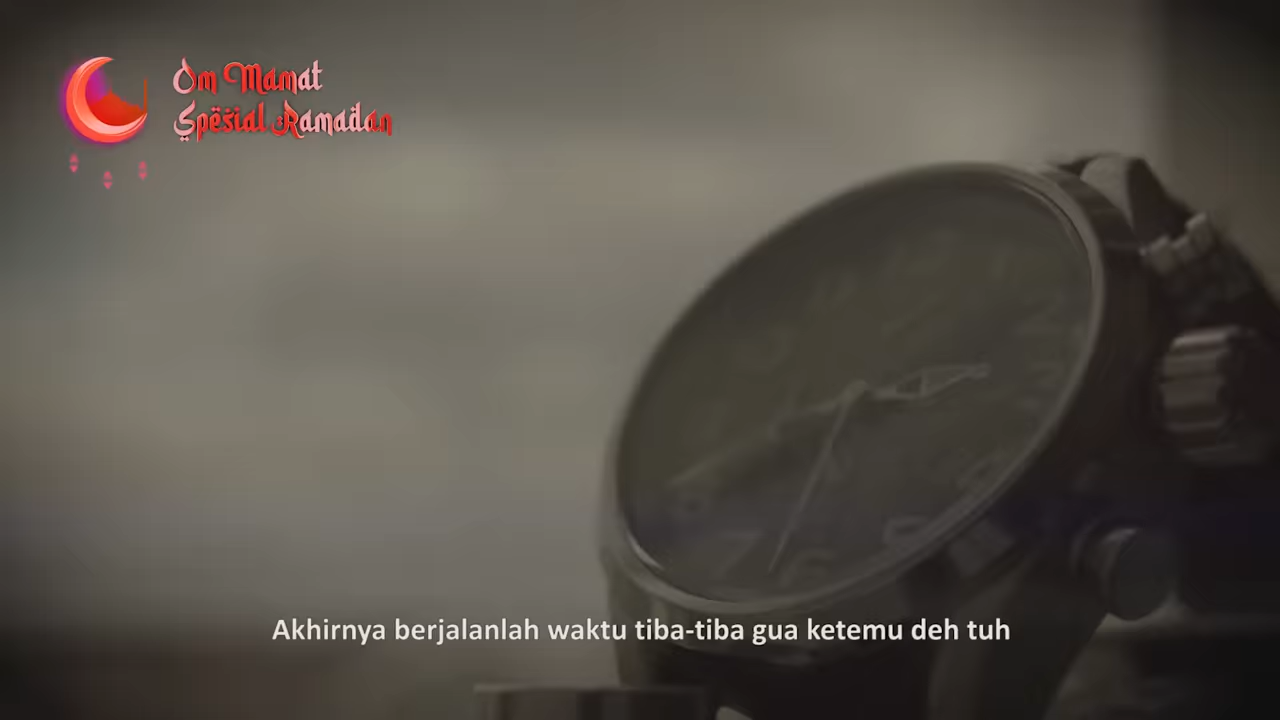 Om Mamat
Spesial Ramadan
Akhirnya berjalanlah waktu tiba-tiba gua ketemu deh tuh